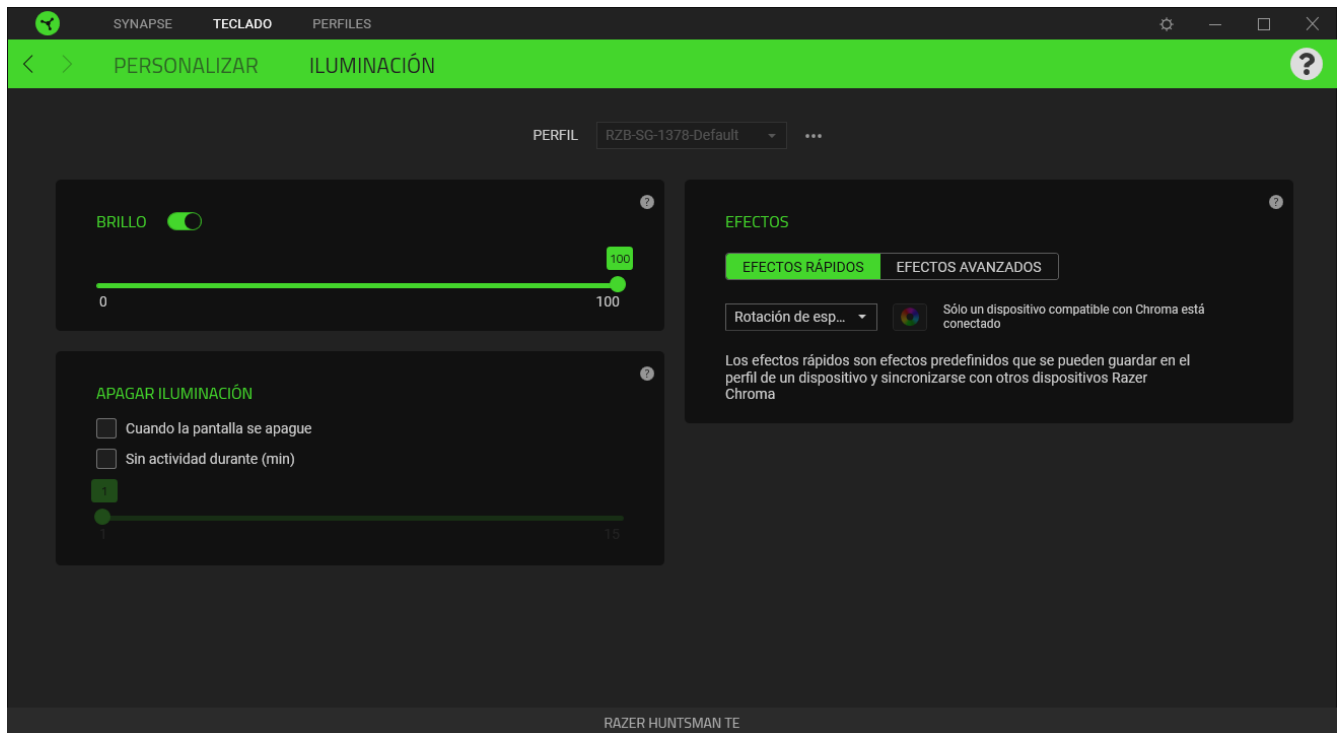 SYNAPSE TECLADO PERFILES
PERSONALIZAR ILUMINACIÓN
?
PERFIL RZB-SG-1378-Default
?
BRILLO
100
0 100
?
APAGAR ILUMINACIÓN
Cuando la pantalla se apague
Sin actividad durante (min)
1
1 15
?
EFECTOS
EFECTOS RÁPIDOS EFECTOS AVANZADOS
Rotación de esp...
Sólo un dispositivo compatible con Chroma está
conectado
Los efectos rápidos son efectos predefinidos que se pueden guardar en el
perfil de un dispositivo y sincronizarse con otros dispositivos Razer
Chroma
RAZER HUNTSMAN TE